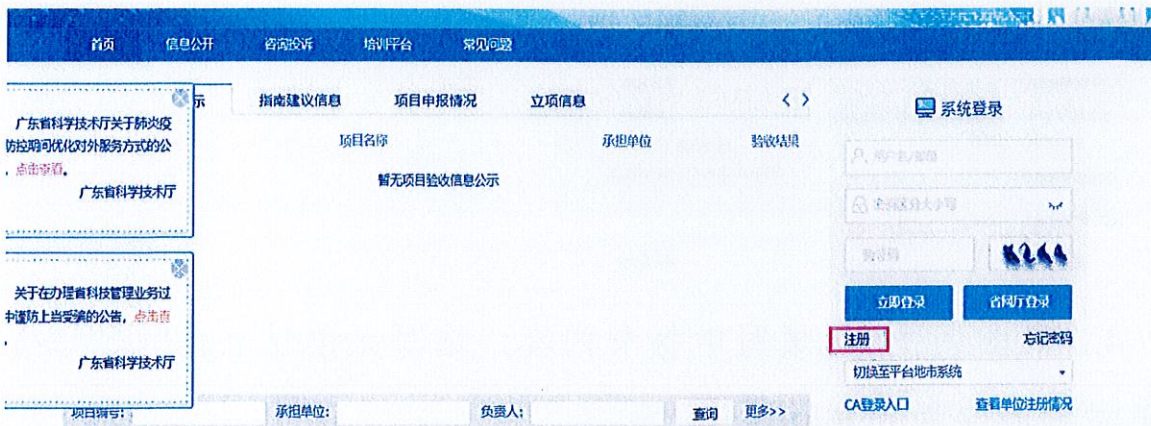 首页 信息公开 咨询投诉 培训平台 常见问题
示 指南建议信息 项目申报情况 立项信息 < >
项目名称 承担单位 验收结果
暂无项目验收信息公示
广东省科学技术厅关于肺炎疫
防控期间优化对外服务方式的公
，点击查看。
广东省科学技术厅
关于在办理省科技管理业务过
中谨防上当受骗的公告，点击查
广东省科学技术厅
项目编号： 承担单位： 负责人： 查询 更多>>
系统登录
立即登录 省网厅登录
注册 忘记密码
切换至平台地市系统
CA登录入口 查看单位注册情况